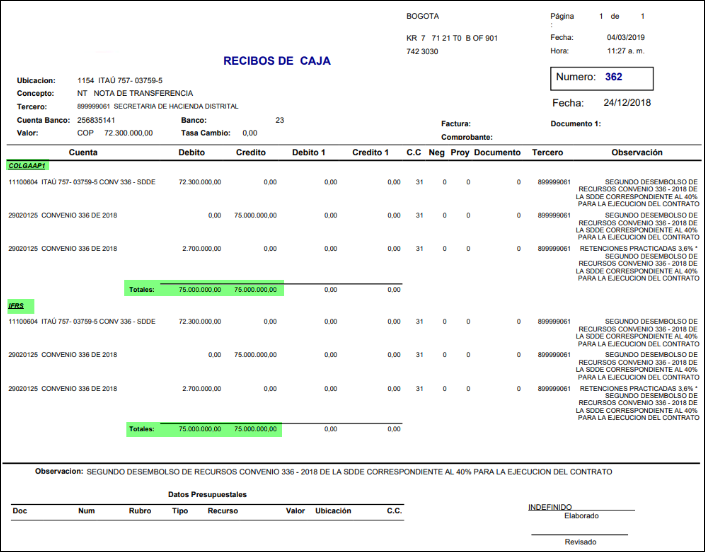 BOGOTA
Página : 1 de 1
KR 7 71 21 T0 B OF 901
Fecha: 04/03/2019
742 3030
Hora: 11:27 a. m.
RECIBOS DE CAJA
Numero: 362
Ubicacion: 1154 ITAÚ 757- 03759-5
Concepto: NT NOTA DE TRANSFERENCIA
Tercero: 899999061 SECRETARIA DE HACIENDA DISTRITAL
Fecha: 24/12/2018
Cuenta Banco: 256835141 Banco: 23
Factura: Documento 1:
Valor: COP 72.300.000,00 Tasa Cambio: 0,00
Comprobante:
Cuenta Debito Credito Debito 1 Credito 1 C.C Neg Proy Documento Tercero Observación
COLGAAP1
11100604 ITAÚ 757- 03759-5 CONV 336 - SDDE 72.300.000,00 0,00 0,00 0,00 31 0 0 0 899999061 SEGUNDO DESEMBOLSO DE
RECURSOS CONVENIO 336 - 2018 DE
LA SDDE CORRESPONDIENTE AL 40%
PARA LA EJECUCION DEL CONTRATO
29020125 CONVENIO 336 DE 2018 0,00 75.000.000,00 0,00 0,00 31 0 0 0 899999061 SEGUNDO DESEMBOLSO DE
RECURSOS CONVENIO 336 - 2018 DE
LA SDDE CORRESPONDIENTE AL 40%
PARA LA EJECUCION DEL CONTRATO
29020125 CONVENIO 336 DE 2018 2.700.000,00 0,00 0,00 0,00 31 0 0 0 899999061 RETENCIONES PRACTICADAS 3,6% *
SEGUNDO DESEMBOLSO DE
RECURSOS CONVENIO 336 - 2018 DE
LA SDDE CORRESPONDIENTE AL 40%
PARA LA EJECUCION DEL CONTRATO
Totales: 75.000.000,00 75.000.000,00 0,00 0,00
IFRS
11100604 ITAÚ 757- 03759-5 CONV 336 - SDDE 72.300.000,00 0,00 0,00 0,00 31 0 0 0 899999061 SEGUNDO DESEMBOLSO DE
RECURSOS CONVENIO 336 - 2018 DE
LA SDDE CORRESPONDIENTE AL 40%
PARA LA EJECUCION DEL CONTRATO
29020125 CONVENIO 336 DE 2018 0,00 75.000.000,00 0,00 0,00 31 0 0 0 899999061 SEGUNDO DESEMBOLSO DE
RECURSOS CONVENIO 336 - 2018 DE
LA SDDE CORRESPONDIENTE AL 40%
PARA LA EJECUCION DEL CONTRATO
29020125 CONVENIO 336 DE 2018 2.700.000,00 0,00 0,00 0,00 31 0 0 0 899999061 RETENCIONES PRACTICADAS 3,6% *
SEGUNDO DESEMBOLSO DE
RECURSOS CONVENIO 336 - 2018 DE
LA SDDE CORRESPONDIENTE AL 40%
PARA LA EJECUCION DEL CONTRATO
Totales: 75.000.000,00 75.000.000,00 0,00 0,00
Observacion: SEGUNDO DESEMBOLSO DE RECURSOS CONVENIO 336 - 2018 DE LA SDDE CORRESPONDIENTE AL 40% PARA LA EJECUCION DEL CONTRATO
Datos Presupuestales
Doc Num Rubro Tipo Recurso Valor Ubicación C.C.
INDEFINIDO
Elaborado
Revisado